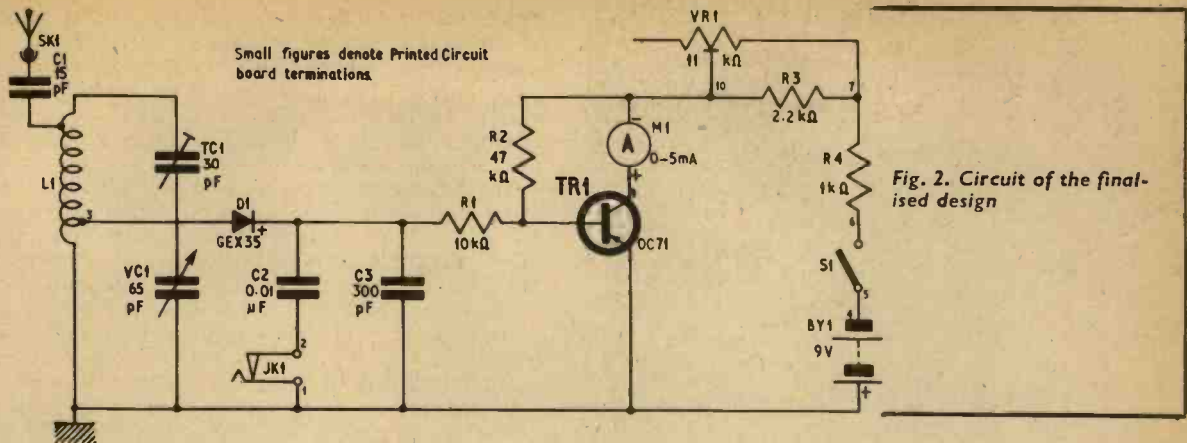 SK1
C1
15
pF
Small figures denote Printed Circuit
board terminations.
L1
3
TC1
30
pF
D1
+
GEX35
VC1
65
pF
C2
0.01
µF
2
JK1
1
C3
300
pF
R1
10kΩ
R2
47
kΩ
TR1
OC71
-
M1
A
0-5mA
+
VR1
kΩ
10
R3
2.2kΩ
7
R4
1kΩ
6
S1
5
4
BY1
9V
+
Fig. 2. Circuit of the final-
ised design